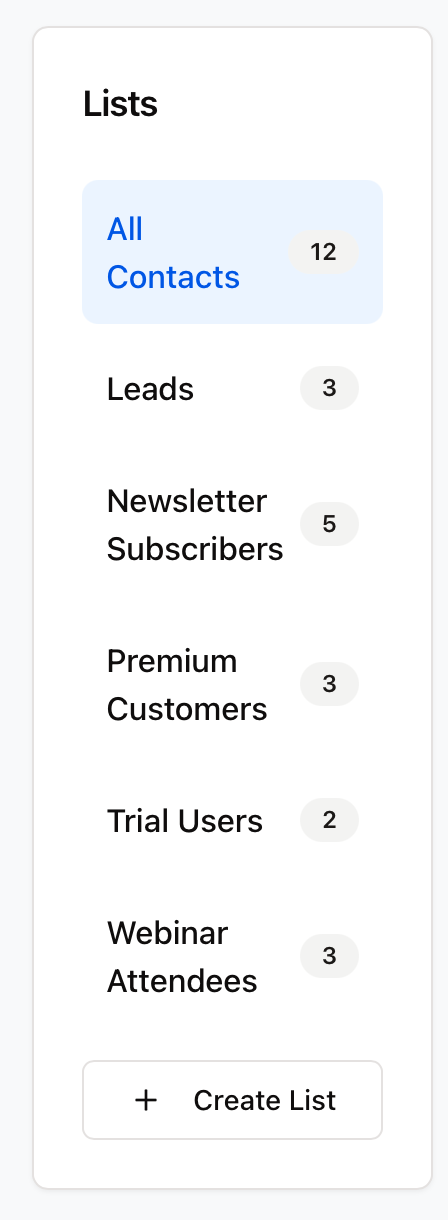 Lists
All
Contacts
12
Leads
3
Newsletter
Subscribers
5
Premium
Customers
3
Trial Users
2
Webinar
Attendees
3
+ Create List